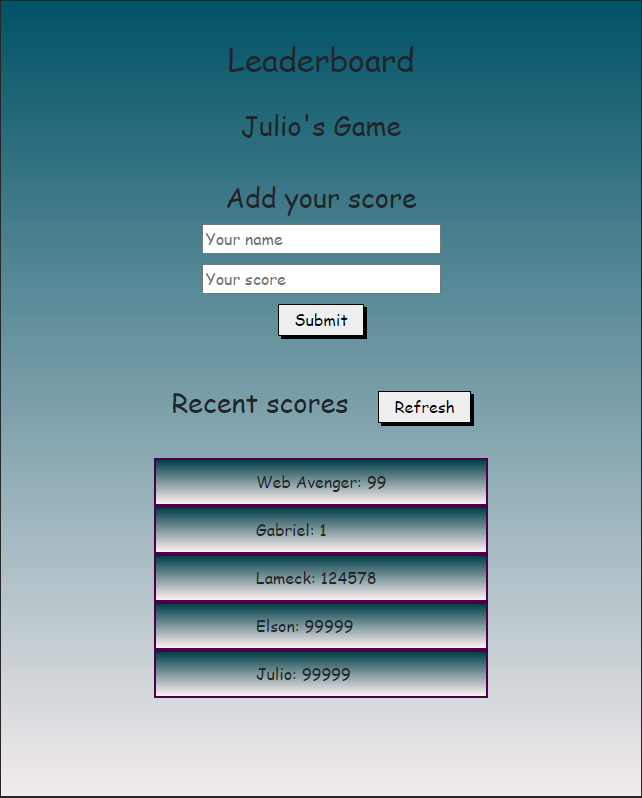 Leaderboard
Julio's Game
Add your score
Your name
Your score
Submit
Recent scores Refresh
Web Avenger: 99
Gabriel: 1
Lameck: 124578
Elson: 99999
Julio: 99999